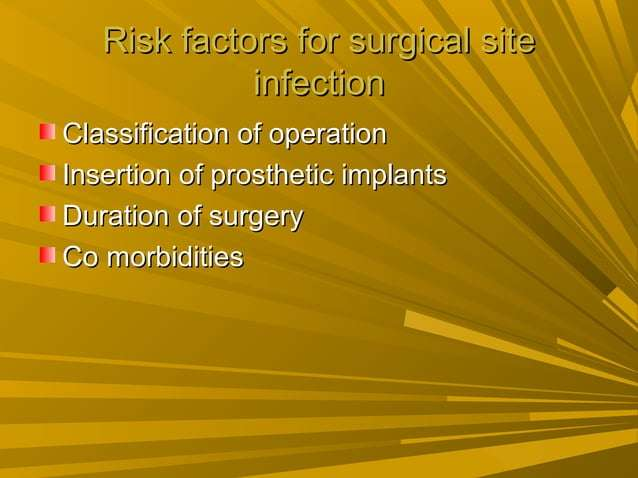 Risk factors for surgical site
infection
Classification of operation
Insertion of prosthetic implants
Duration of surgery
Co morbidities